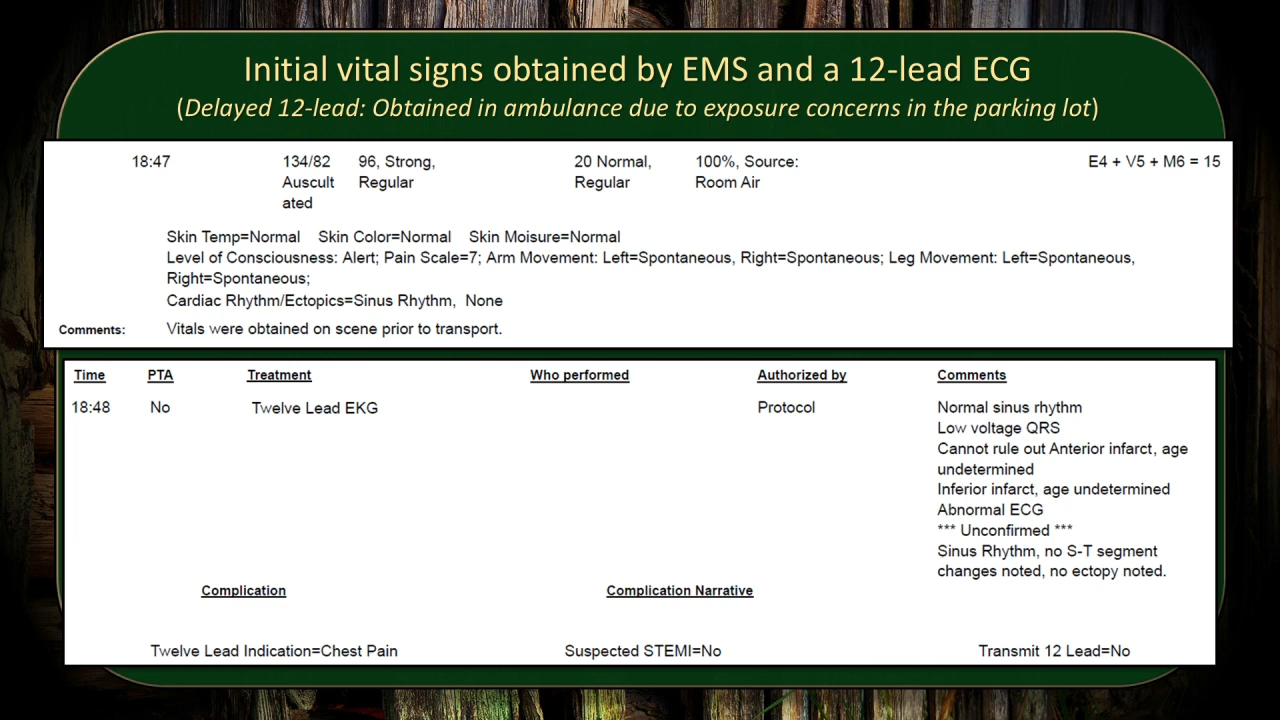 Initial vital signs obtained by EMS and a 12-lead ECG
(Delayed 12-lead: Obtained in ambulance due to exposure concerns in the parking lot)
18:47 134/82 96, Strong, 20 Normal, 100%, Source: E4 + V5 + M6 = 15
Auscult Regular Regular Room Air
ated
Skin Temp=Normal Skin Color=Normal Skin Moisure=Normal
Level of Consciousness: Alert; Pain Scale=7; Arm Movement: Left=Spontaneous, Right=Spontaneous; Leg Movement: Left=Spontaneous,
Right=Spontaneous;
Cardiac Rhythm/Ectopics=Sinus Rhythm, None
Comments: Vitals were obtained on scene prior to transport.
Time PTA Treatment Who performed Authorized by Comments
18:48 No Twelve Lead EKG Protocol Normal sinus rhythm
Low voltage QRS
Cannot rule out Anterior infarct, age
undetermined
Inferior infarct, age undetermined
Abnormal ECG
*** Unconfirmed ***
Sinus Rhythm, no S-T segment
changes noted, no ectopy noted.
Complication Complication Narrative
Twelve Lead Indication=Chest Pain Suspected STEMI=No Transmit 12 Lead=No